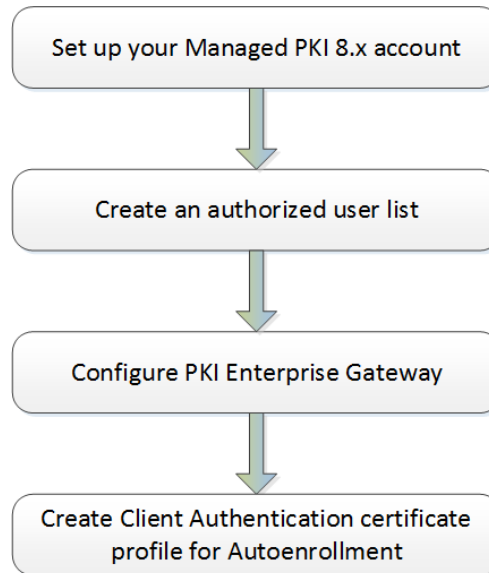 Set up your Managed PKI 8.x account
Create an authorized user list
Configure PKI Enterprise Gateway
Create Client Authentication certificate
profile for Autoenrollment